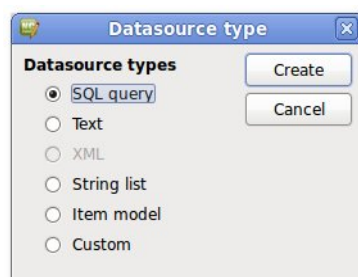 Datasource type
Datasource types
SQL query
Text
XML
String list
Item model
Custom
Create
Cancel